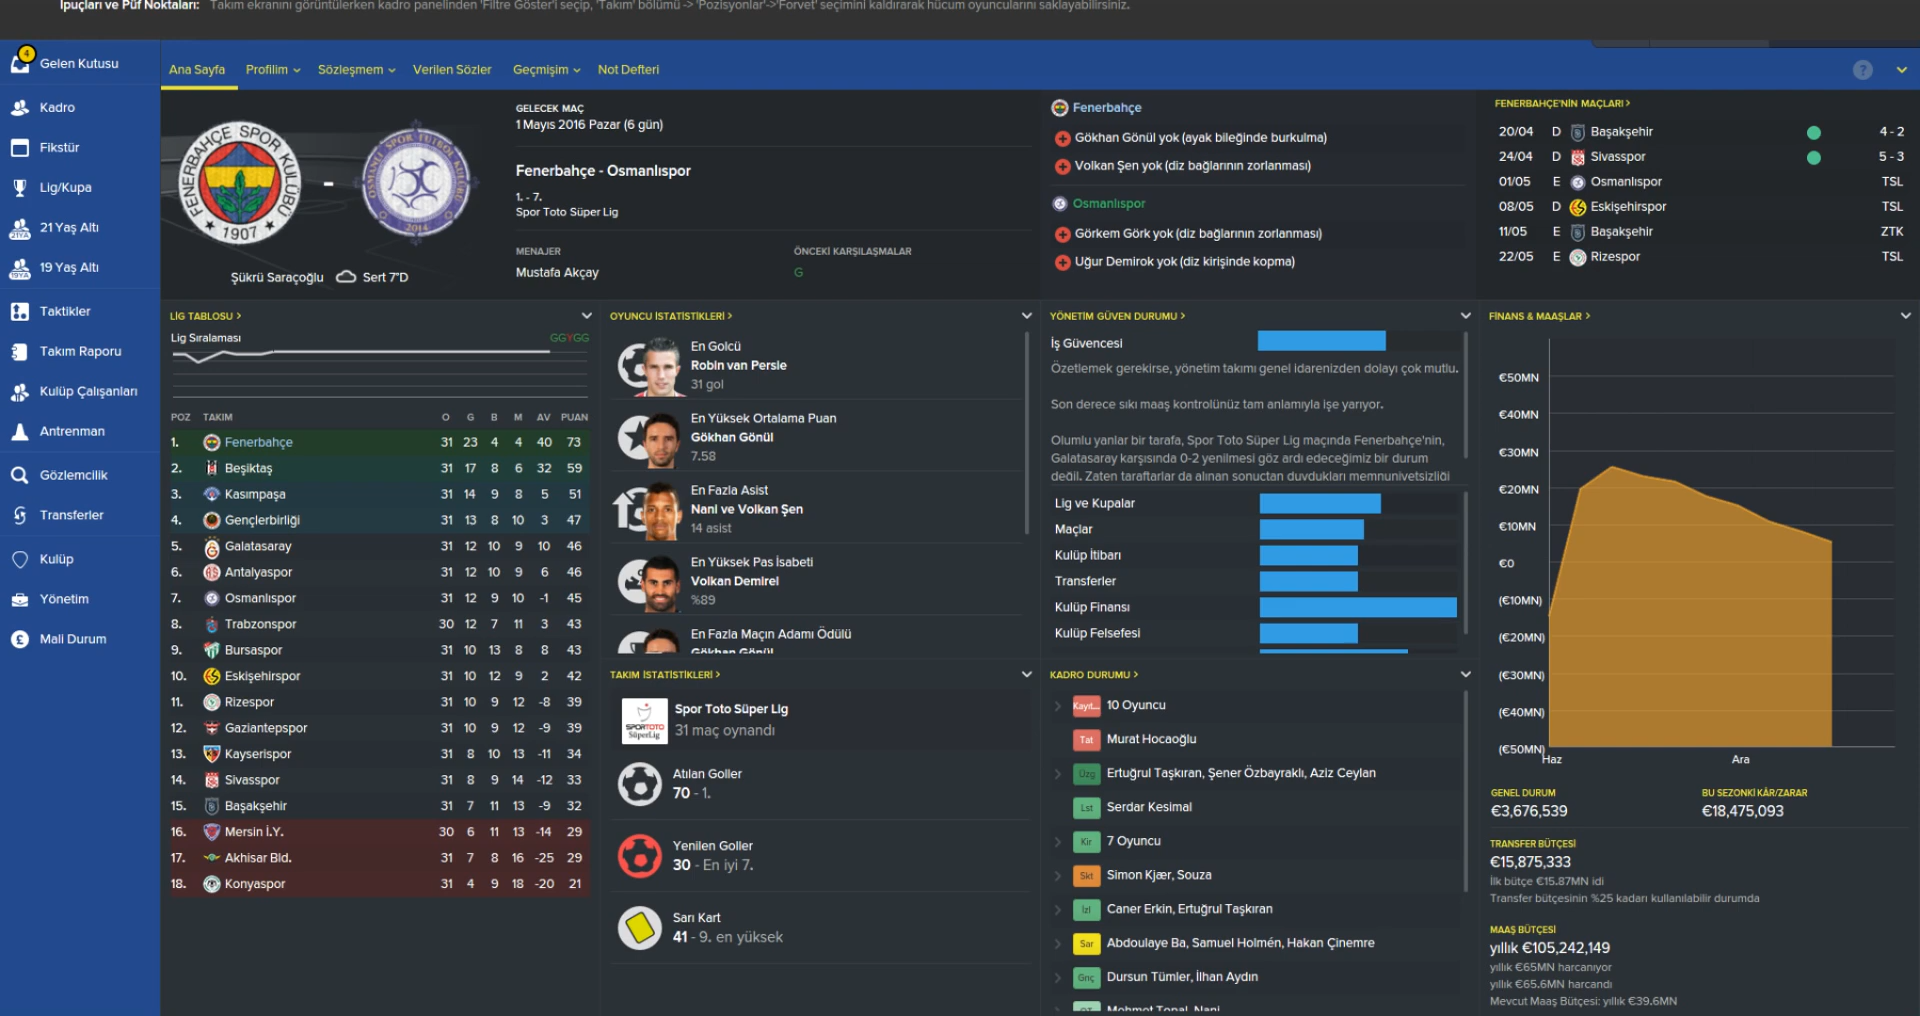 İpuçları ve Püf Noktaları: Takım ekranını görüntülerken kadro panelinden 'Filtre Göster'i seçip, 'Takım' bölümü -> 'Pozisyonlar'->'Forvet' seçimini kaldırarak hücum oyuncularını saklayabilirsiniz.
4
Gelen Kutusu
Kadro
Fikstür
Lig/Kupa
21 Yaş Altı
19 Yaş Altı
Taktikler
Takım Raporu
Kulüp Çalışanları
Antrenman
Gözlemcilik
Transferler
Kulüp
Yönetim
Mali Durum
Ana Sayfa Profilim Sözleşmem Verilen Sözler Geçmişim Not Defteri
?
FENERBAHÇE SPOR KULÜBÜ
1907
-
OSMANLI SPOR FUTBOL KULÜBÜ
2014
Şükrü Saraçoğlu Sert 7°D
GELECEK MAÇ
1 Mayıs 2016 Pazar (6 gün)
Fenerbahçe - Osmanlıspor
1. - 7.
Spor Toto Süper Lig
MENAJER ÖNCEKİ KARŞILAŞMALAR
Mustafa Akçay G
Fenerbahçe
Gökhan Gönül yok (ayak bileğinde burkulma)
Volkan Şen yok (diz bağlarının zorlanması)
Osmanlıspor
Görkem Görk yok (diz bağlarının zorlanması)
Uğur Demirok yok (diz kirişinde kopma)
FENERBAHÇE'NİN MAÇLARI >
20/04 D Başakşehir 4 - 2
24/04 D Sivasspor 5 - 3
01/05 E Osmanlıspor TSL
08/05 D Eskişehirspor TSL
11/05 E Başakşehir ZTK
22/05 E Rizespor TSL
LİG TABLOSU >
Lig Sıralaması GGYGG
POZ TAKIM O G B M AV PUAN
1. Fenerbahçe 31 23 4 4 40 73
2. Beşiktaş 31 17 8 6 32 59
3. Kasımpaşa 31 14 9 8 5 51
4. Gençlerbirliği 31 13 8 10 3 47
5. Galatasaray 31 12 10 9 10 46
6. Antalyaspor 31 12 10 9 6 46
7. Osmanlıspor 31 12 9 10 -1 45
8. Trabzonspor 30 12 7 11 3 43
9. Bursaspor 31 10 13 8 8 43
10. Eskişehirspor 31 10 12 9 2 42
11. Rizespor 31 10 9 12 -8 39
12. Gaziantepspor 31 10 9 12 -9 39
13. Kayserispor 31 8 10 13 -11 34
14. Sivasspor 31 8 9 14 -12 33
15. Başakşehir 31 7 11 13 -9 32
16. Mersin İ.Y. 30 6 11 13 -14 29
17. Akhisar Bld. 31 7 8 16 -25 29
18. Konyaspor 31 4 9 18 -20 21
OYUNCU İSTATİSTİKLERİ >
En Golcü
Robin van Persie
31 gol
En Yüksek Ortalama Puan
Gökhan Gönül
7.58
En Fazla Asist
Nani ve Volkan Şen
14 asist
En Yüksek Pas İsabeti
Volkan Demirel
%89
En Fazla Maçın Adamı Ödülü
Gökhan Gönül
TAKIM İSTATİSTİKLERİ >
SPORTOTO
SüperLig
Spor Toto Süper Lig
31 maç oynandı
Atılan Goller
70 - 1.
Yenilen Goller
30 - En iyi 7.
Sarı Kart
41 - 9. en yüksek
YÖNETİM GÜVEN DURUMU >
İş Güvencesi
Özetlemek gerekirse, yönetim takımı genel idarenizden dolayı çok mutlu.
Son derece sıkı maaş kontrolünüz tam anlamıyla işe yarıyor.
Olumlu yanlar bir tarafa, Spor Toto Süper Lig maçında Fenerbahçe'nin,
Galatasaray karşısında 0-2 yenilmesi göz ardı edeceğimiz bir durum
değil. Zaten taraftarlar da alınan sonuçtan duydukları memnuniyetsizliği
Lig ve Kupalar
Maçlar
Kulüp İtibarı
Transferler
Kulüp Finansı
Kulüp Felsefesi
KADRO DURUMU >
Kayıt... 10 Oyuncu
Tat Murat Hocaoğlu
Üzg Ertuğrul Taşkıran, Şener Özbayraklı, Aziz Ceylan
Lst Serdar Kesimal
Kir 7 Oyuncu
Skt Simon Kjær, Souza
İzl Caner Erkin, Ertuğrul Taşkıran
Sar Abdoulaye Ba, Samuel Holmén, Hakan Çinemre
Gnç Dursun Tümler, İlhan Aydın
Mehmet Topal, Nani
FİNANS & MAAŞLAR >
€50MN
€40MN
€30MN
€20MN
€10MN
€0
(€10MN)
(€20MN)
(€30MN)
(€40MN)
(€50MN)
Haz Ara
GENEL DURUM BU SEZONKİ KÂR/ZARAR
€3,676,539 €18,475,093
TRANSFER BÜTÇESİ
€15,875,333
İlk bütçe €15.87MN idi
Transfer bütçesinin %25 kadarı kullanılabilir durumda
MAAŞ BÜTÇESİ
yıllık €105,242,149
yıllık €65MN harcanıyor
yıllık €65.6MN harcandı
Mevcut Maaş Bütçesi: yıllık €39.6MN